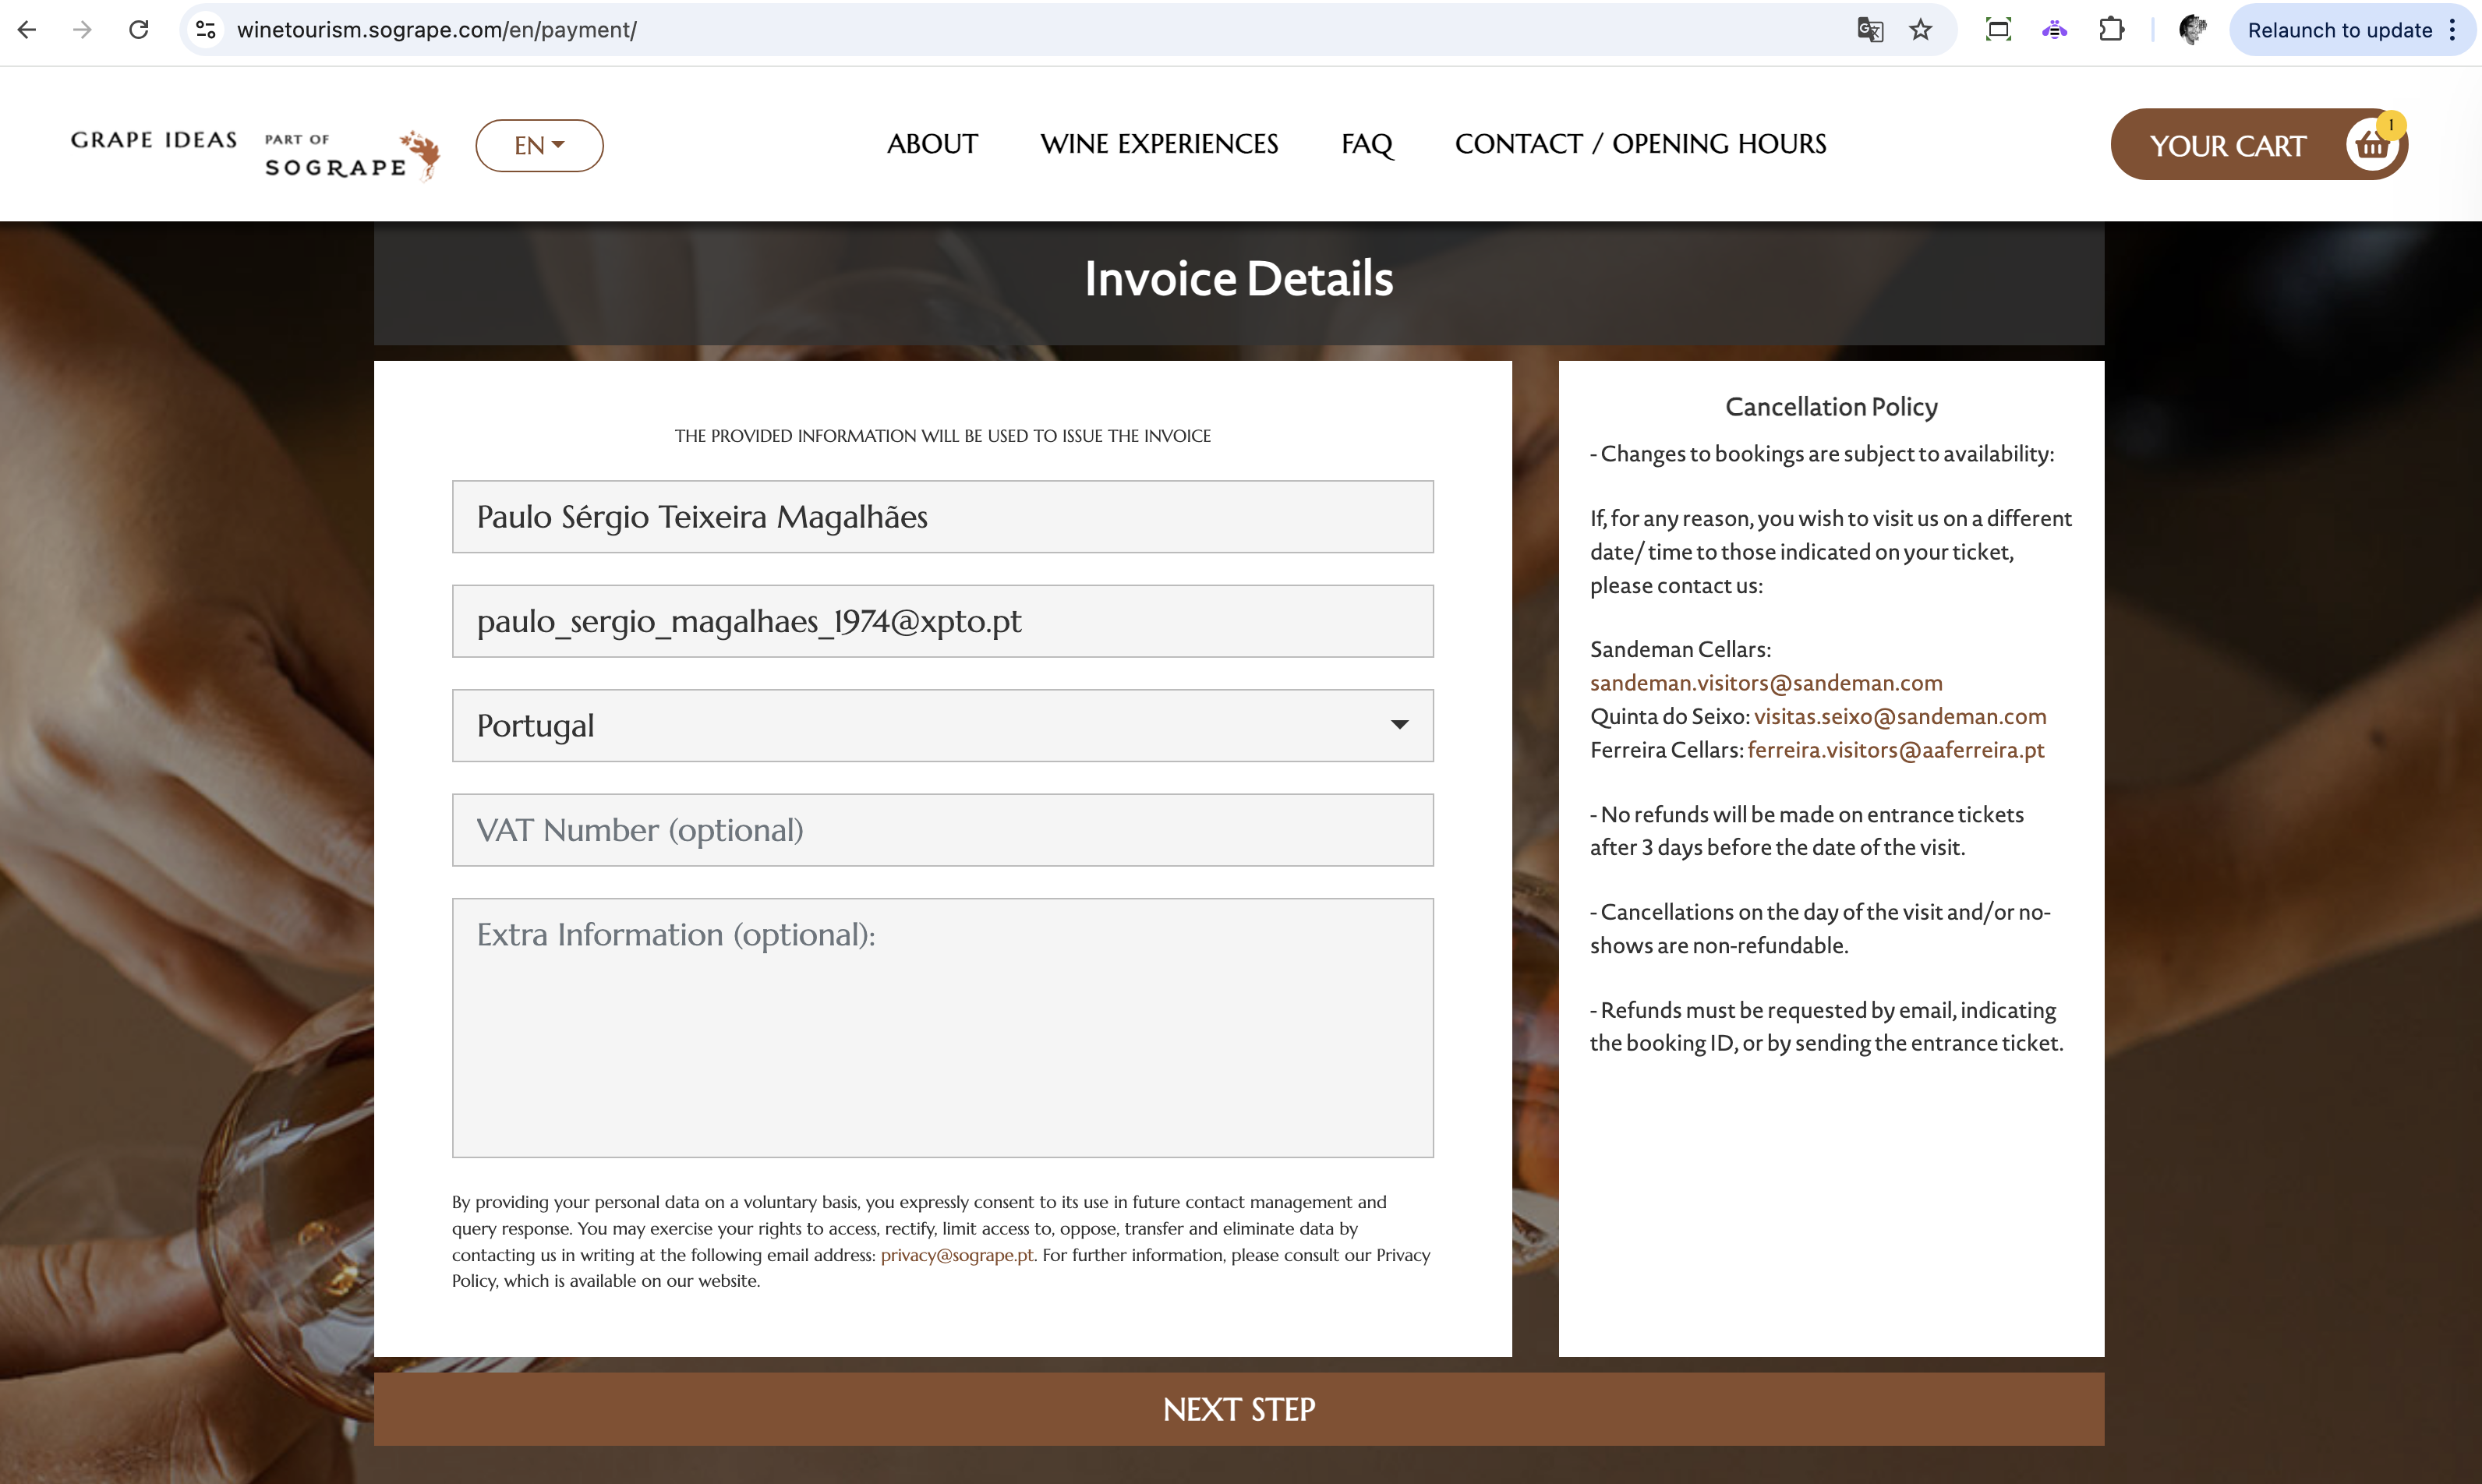 winetourism.sogrape.com/en/payment/
Relaunch to update
GRAPE IDEAS
PART OF
SOGRAPE
EN
ABOUT
WINE EXPERIENCES
FAQ
CONTACT / OPENING HOURS
YOUR CART
1
Invoice Details
THE PROVIDED INFORMATION WILL BE USED TO ISSUE THE INVOICE
Paulo Sérgio Teixeira Magalhães
paulo_sergio_magalhaes_1974@xpto.pt
Portugal
VAT Number (optional)
Extra Information (optional):
By providing your personal data on a voluntary basis, you expressly consent to its use in future contact management and
query response. You may exercise your rights to access, rectify, limit access to, oppose, transfer and eliminate data by
contacting us in writing at the following email address: privacy@sogrape.pt. For further information, please consult our Privacy
Policy, which is available on our website.
Cancellation Policy
- Changes to bookings are subject to availability:
If, for any reason, you wish to visit us on a different
date/ time to those indicated on your ticket,
please contact us:
Sandeman Cellars:
sandeman.visitors@sandeman.com
Quinta do Seixo: visitas.seixo@sandeman.com
Ferreira Cellars: ferreira.visitors@aaferreira.pt
- No refunds will be made on entrance tickets
after 3 days before the date of the visit.
- Cancellations on the day of the visit and/or no-
shows are non-refundable.
- Refunds must be requested by email, indicating
the booking ID, or by sending the entrance ticket.
NEXT STEP